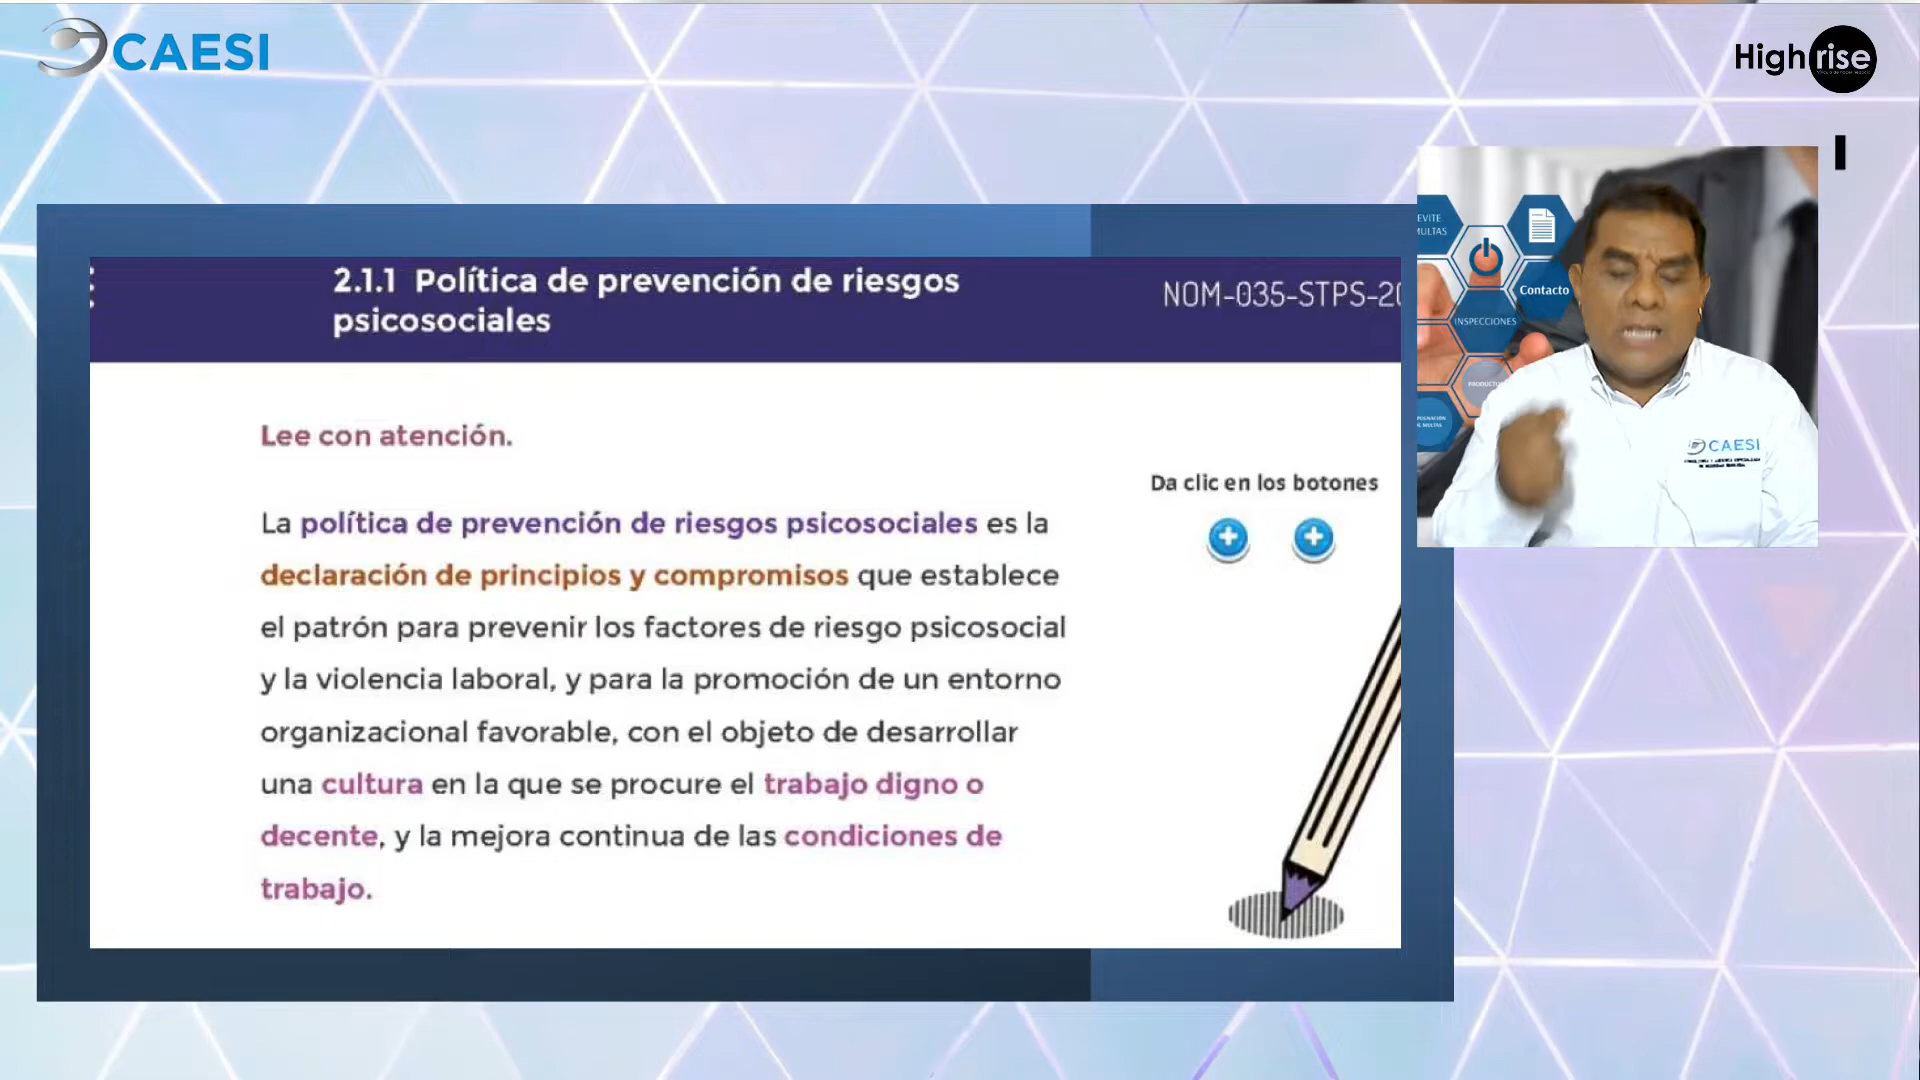 CAESI
High rise
2.1.1 Política de prevención de riesgos
psicosociales
NOM-035-STPS-20
EVITE
MULTAS
Contacto
INSPECCIONES
CAESI
Lee con atención.
Da clic en los botones
La política de prevención de riesgos psicosociales es la
declaración de principios y compromisos que establece
el patrón para prevenir los factores de riesgo psicosocial
y la violencia laboral, y para la promoción de un entorno
organizacional favorable, con el objeto de desarrollar
una cultura en la que se procure el trabajo digno o
decente, y la mejora continua de las condiciones de
trabajo.